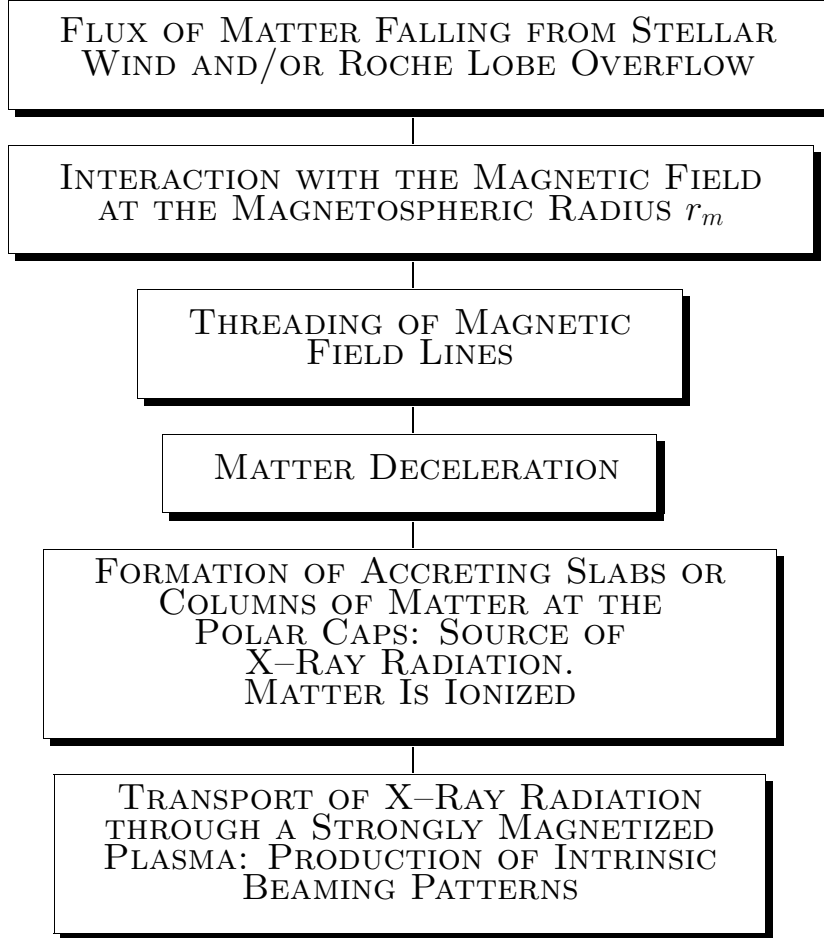 Flux of Matter Falling from Stellar
Wind and/or Roche Lobe Overflow
Interaction with the Magnetic Field
at the Magnetospheric Radius r_m
Threading of Magnetic
Field Lines
Matter Deceleration
Formation of Accreting Slabs or
Columns of Matter at the
Polar Caps: Source of
X–Ray Radiation.
Matter Is Ionized
Transport of X–Ray Radiation
through a Strongly Magnetized
Plasma: Production of Intrinsic
Beaming Patterns